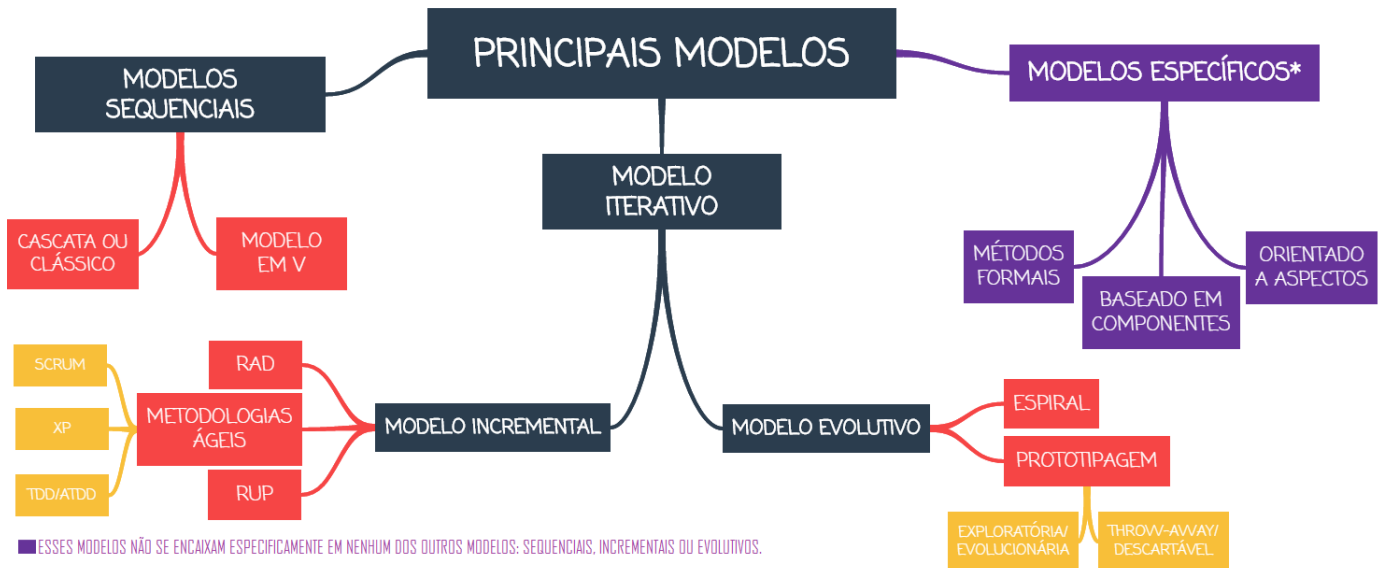 PRINCIPAIS MODELOS
MODELOS
SEQUENCIAIS
MODELOS ESPECÍFICOS*
MODELO
ITERATIVO
CASCATA OU
CLÁSSICO
MODELO
EM V
MÉTODOS
FORMAIS
BASEADO EM
COMPONENTES
ORIENTADO
A ASPECTOS
SCRUM
XP
TDD/ATDD
RAD
METODOLOGIAS
ÁGEIS
RUP
MODELO INCREMENTAL
MODELO EVOLUTIVO
ESPIRAL
PROTOTIPAGEM
EXPLORATÓRIA/
EVOLUCIONÁRIA
THROW-AWAY/
DESCARTÁVEL
ESSES MODELOS NÃO SE ENCAIXAM ESPECIFICAMENTE EM NENHUM DOS OUTROS MODELOS: SEQUENCIAIS, INCREMENTAIS OU EVOLUTIVOS.